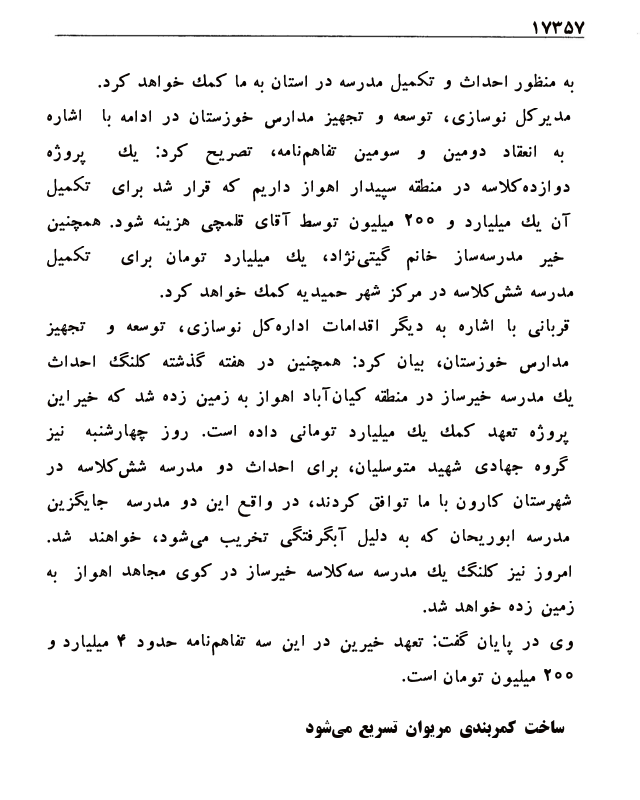 ۱۷۳۵۷
به منظور احداث و تکمیل مدرسه در استان به ما کمک خواهد کرد.
مدیرکل نوسازی، توسعه و تجهیز مدارس خوزستان در ادامه با اشاره
به انعقاد دومین و سومین تفاهم‌نامه، تصریح کرد: یک پروژه
دوازده‌کلاسه در منطقه سپیدار اهواز داریم که قرار شد برای تکمیل
آن یک میلیارد و ۲۰۰ میلیون توسط آقای قلمچی هزینه شود. همچنین
خیر مدرسه‌ساز خانم گیتی‌نژاد، یک میلیارد تومان برای تکمیل
مدرسه شش‌کلاسه در مرکز شهر حمیدیه کمک خواهد کرد.
قربانی با اشاره به دیگر اقدامات اداره‌کل نوسازی، توسعه و تجهیز
مدارس خوزستان، بیان کرد: همچنین در هفته گذشته کلنگ احداث
یک مدرسه خیرساز در منطقه کیان‌آباد اهواز به زمین زده شد که خیر این
پروژه تعهد کمک یک میلیارد تومانی داده است. روز چهارشنبه نیز
گروه جهادی شهید متوسلیان، برای احداث دو مدرسه شش‌کلاسه در
شهرستان کارون با ما توافق کردند، در واقع این دو مدرسه جایگزین
مدرسه ابوریحان که به دلیل آبگرفتگی تخریب می‌شود، خواهند شد.
امروز نیز کلنگ یک مدرسه سه‌کلاسه خیرساز در کوی مجاهد اهواز به
زمین زده خواهد شد.
وی در پایان گفت: تعهد خیرین در این سه تفاهم‌نامه حدود ۴ میلیارد و
۲۰۰ میلیون تومان است.
ساخت کمربندی مریوان تسریع می‌شود